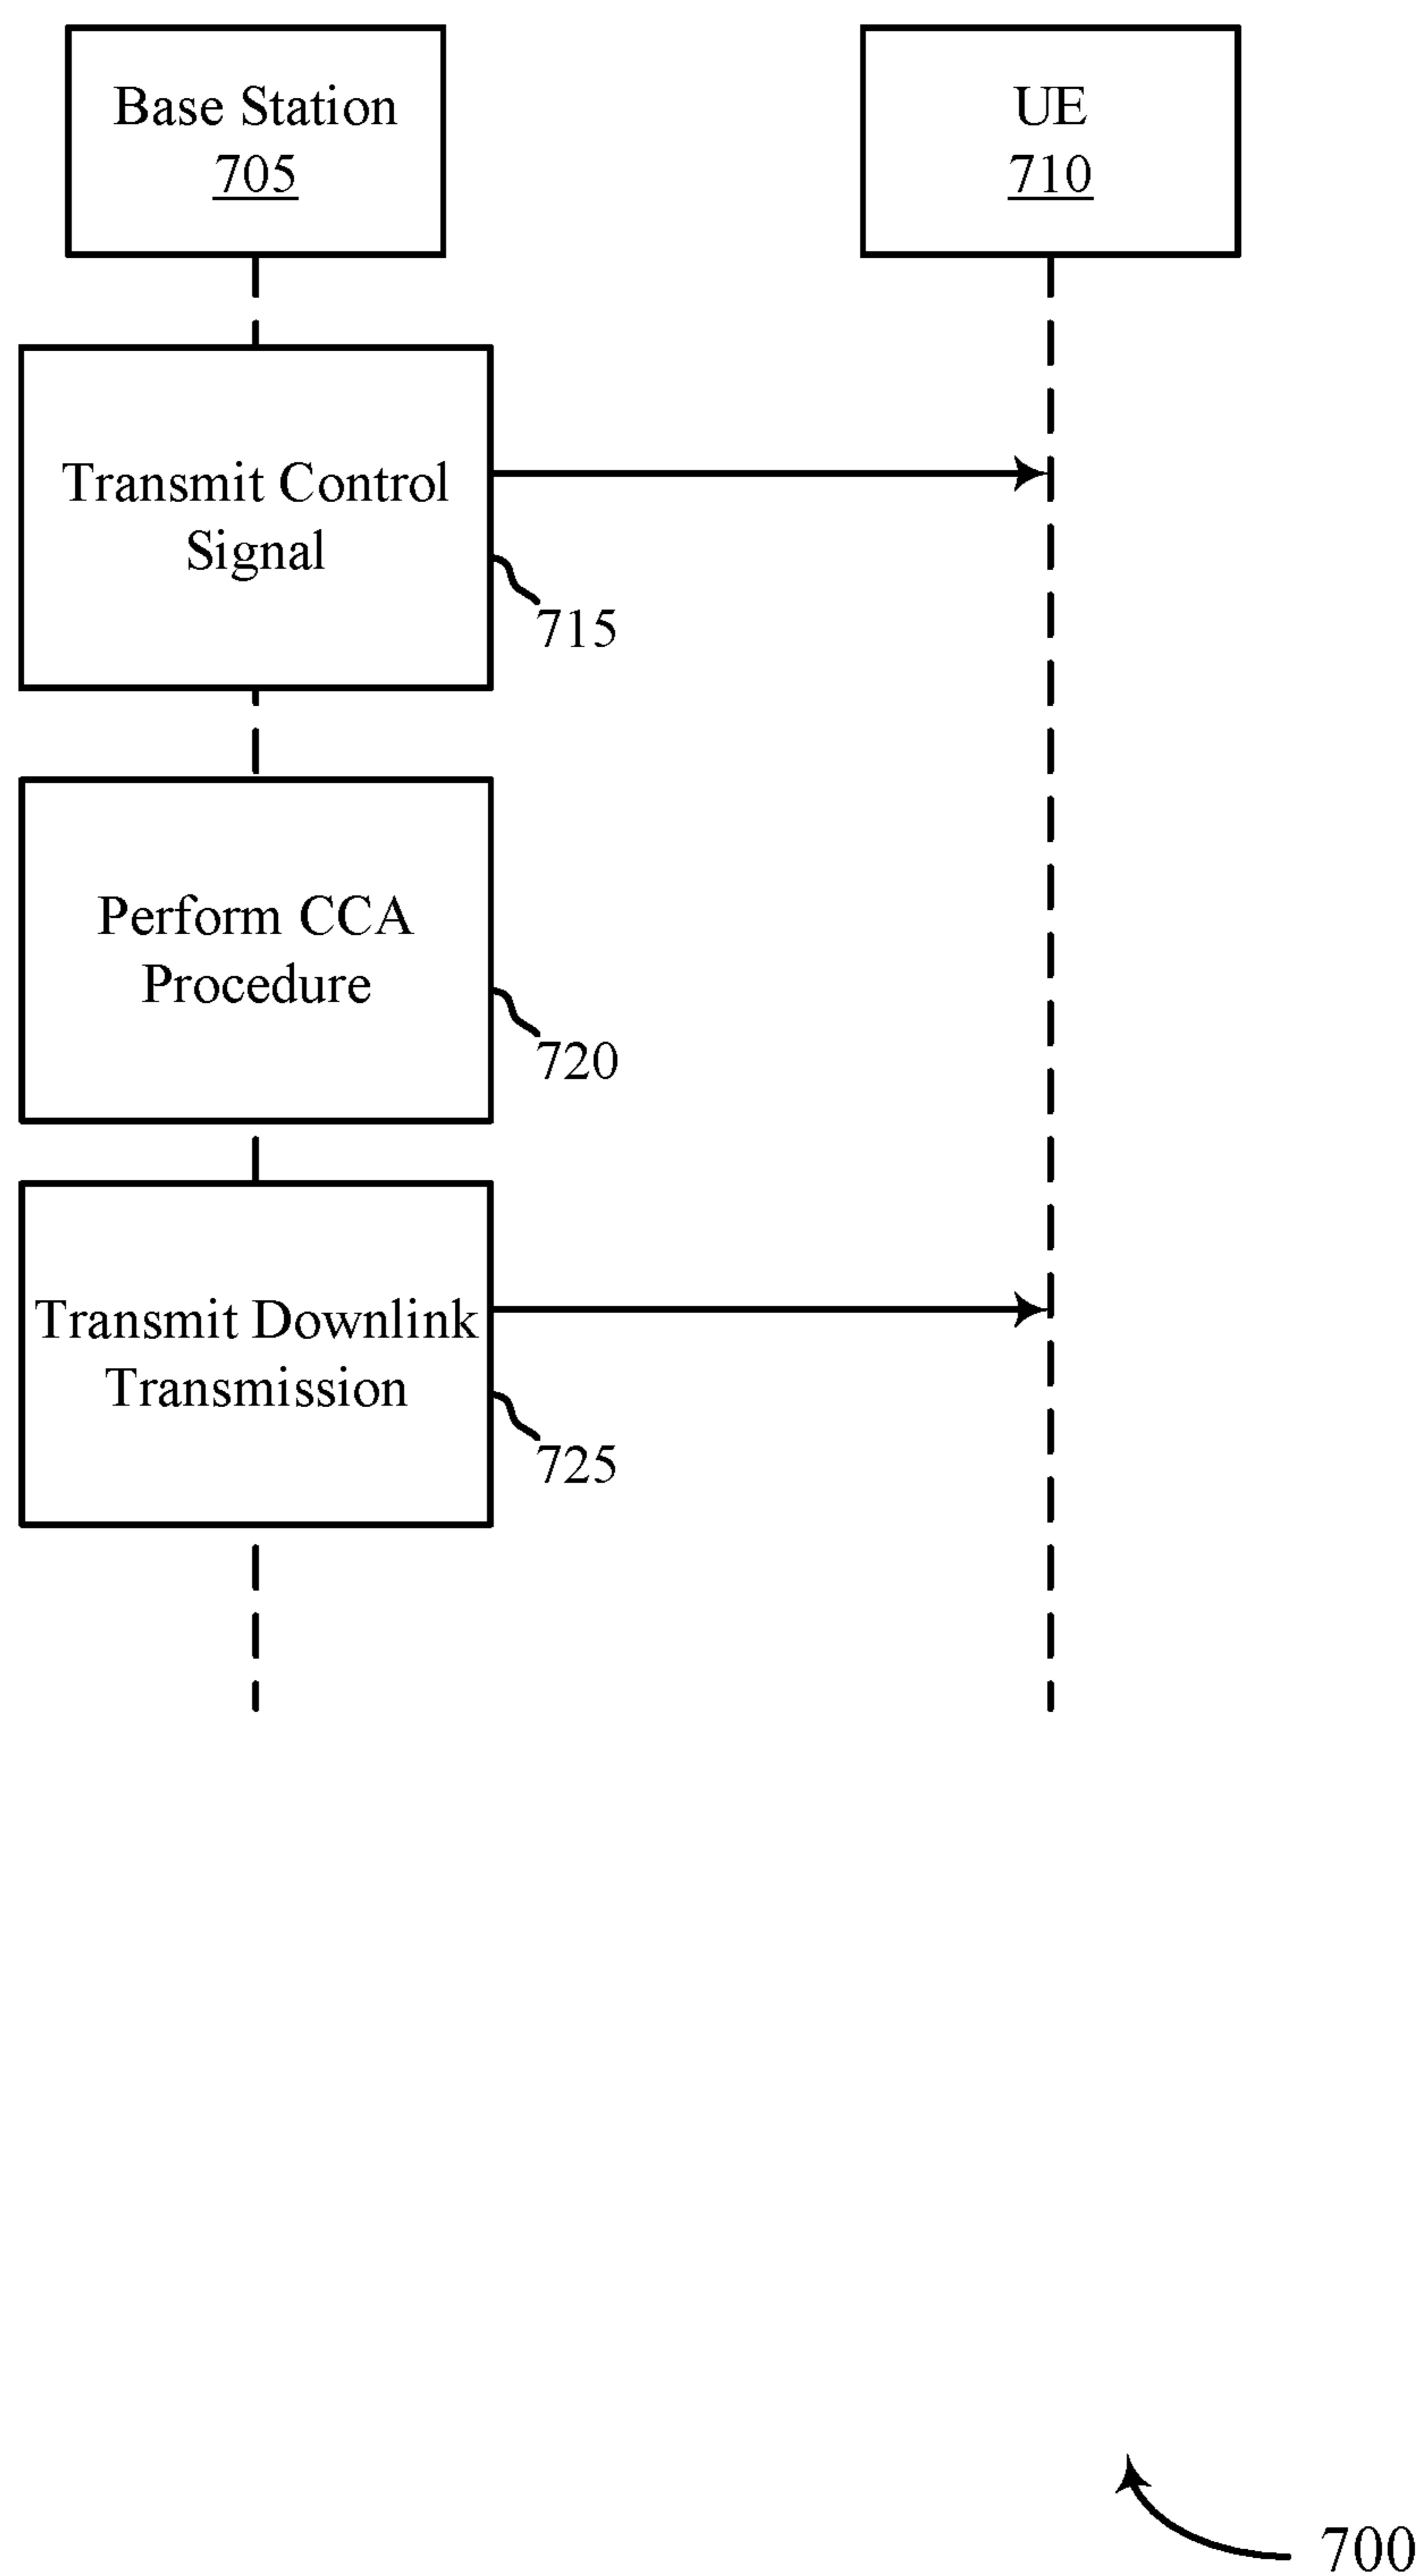 Base Station
705
UE
710
Transmit Control
Signal
715
Perform CCA
Procedure
720
Transmit Downlink
Transmission
725
700